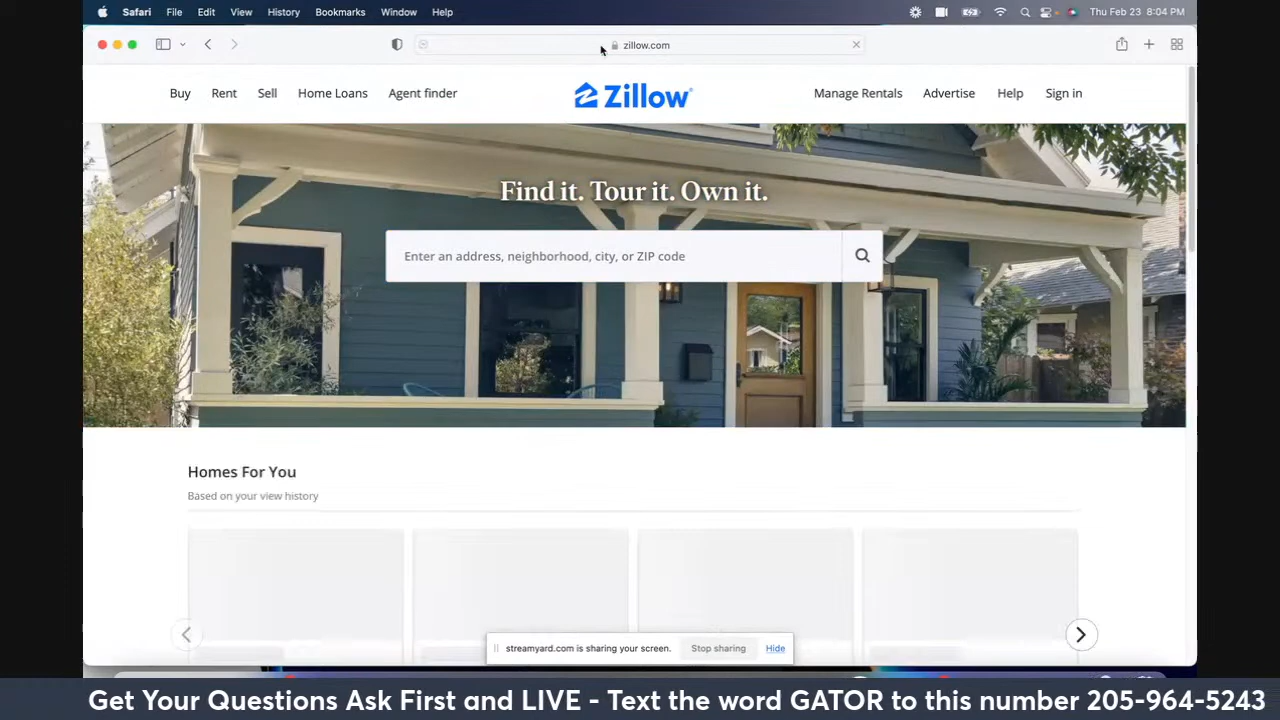 Safari File Edit View History Bookmarks Window Help Thu Feb 23 8:04 PM
zillow.com
Buy Rent Sell Home Loans Agent finder Zillow Manage Rentals Advertise Help Sign in
Find it. Tour it. Own it.
Enter an address, neighborhood, city, or ZIP code
Homes For You
Based on your view history
streamyard.com is sharing your screen. Stop sharing Hide
Get Your Questions Ask First and LIVE - Text the word GATOR to this number 205-964-5243